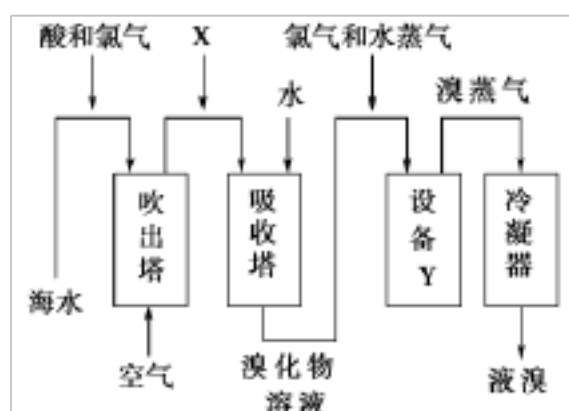 酸和氯气
X
氯气和水蒸气
水
溴蒸气
吹出塔
吸收塔
设备Y
冷凝器
海水
空气
溴化物
溶液
液溴